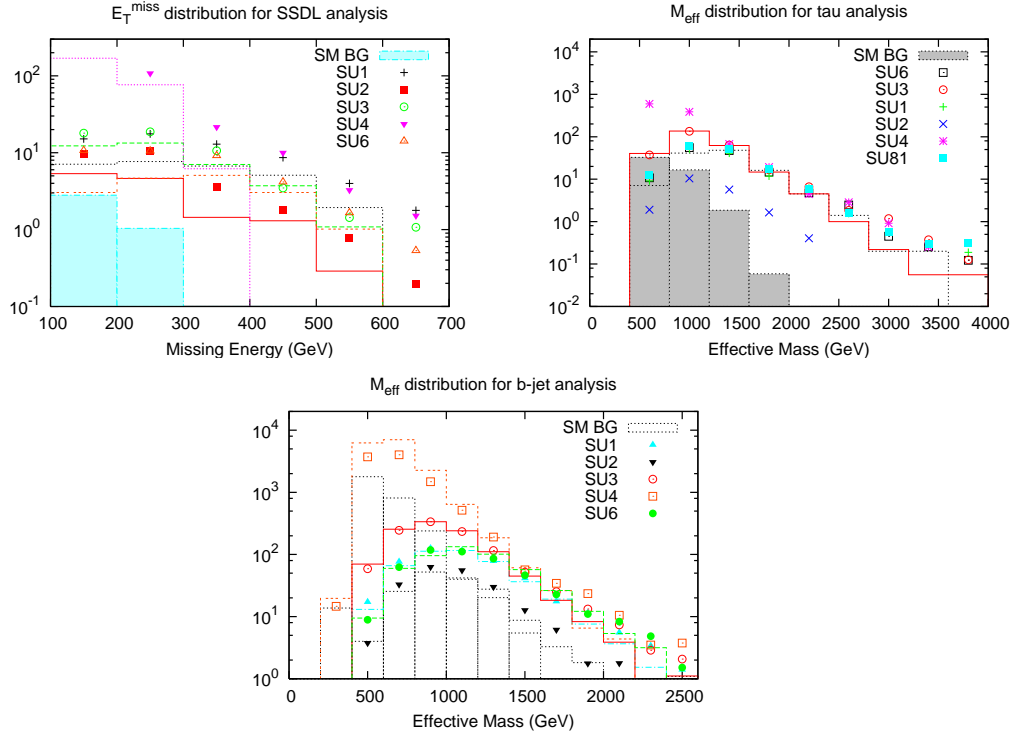 E_T^miss distribution for SSDL analysis
SM BG
SU1
SU2
SU3
SU4
SU6
10^2
10^1
10^0
10^-1
100 200 300 400 500 600 700
Missing Energy (GeV)
M_eff distribution for tau analysis
SM BG
SU6
SU3
SU1
SU2
SU4
SU81
10^4
10^3
10^2
10^1
10^0
10^-1
10^-2
0 500 1000 1500 2000 2500 3000 3500 4000
Effective Mass (GeV)
M_eff distribution for b-jet analysis
SM BG
SU1
SU2
SU3
SU4
SU6
10^4
10^3
10^2
10^1
10^0
0 500 1000 1500 2000 2500
Effective Mass (GeV)